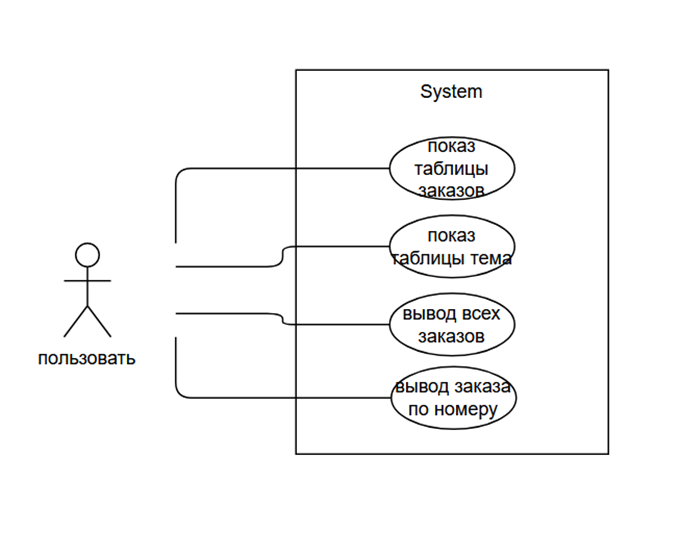 System
показ
таблицы
заказов
показ
таблицы тема
вывод всех
заказов
вывод заказа
по номеру
пользовать